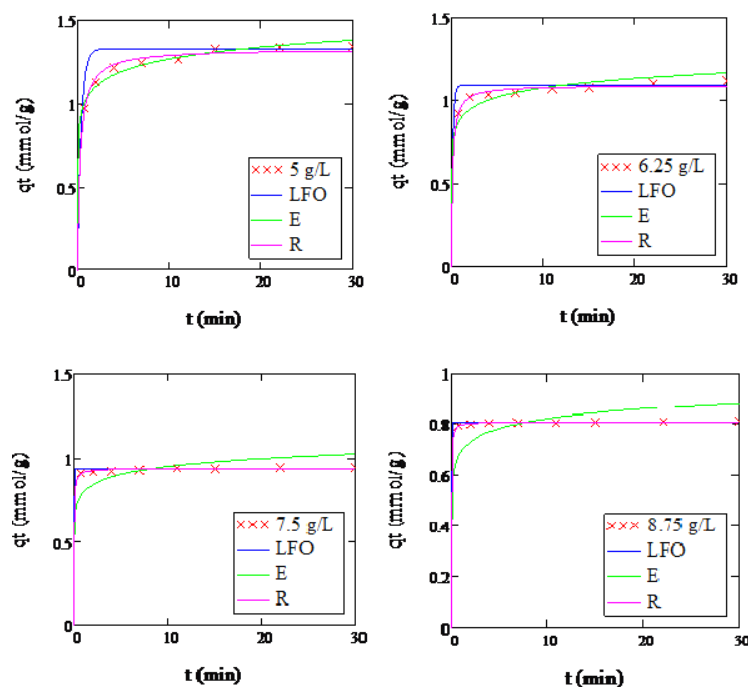 1.5
1
0.5
0
qt (mmol/g)
××× 5 g/L
LFO
E
R
0 10 20 30
t (min)
1.5
1
0.5
0
qt (mmol/g)
××× 6.25 g/L
LFO
E
R
0 10 20 30
t (min)
1.5
1
0.5
0
qt (mmol/g)
××× 7.5 g/L
LFO
E
R
0 10 20 30
t (min)
1
0.8
0.6
0.4
0.2
0
qt (mmol/g)
××× 8.75 g/L
LFO
E
R
0 10 20 30
t (min)